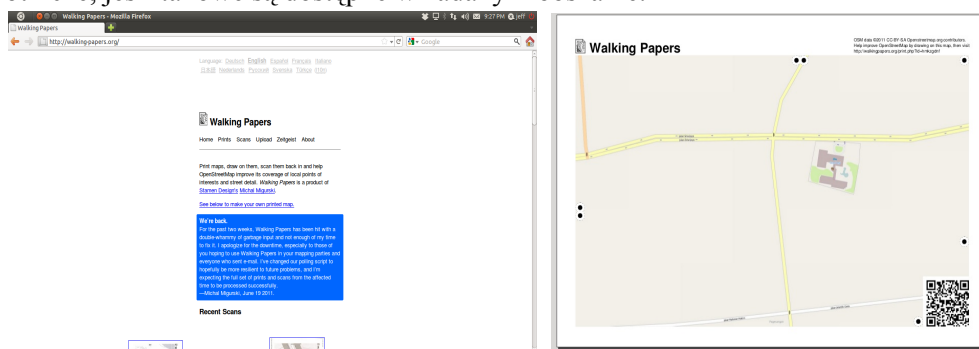 Walking Papers - Mozilla Firefox
9:27 PM jeff
Walking Papers
http://walking-papers.org/
Google
Language: Deutsch English Español Français Italiano
日本語 Nederlands Русский Svenska Türkçe
Walking Papers
Home Prints Scans Upload Zeitgeist About
Print maps, draw on them, scan them back in and help
OpenStreetMap improve its coverage of local points of
interests and street detail. Walking Papers is a product of
Stamen Design's Michal Migurski.
See below to make your own printed map.
We're back.
For the past two weeks, Walking Papers has been hit with a
double-whammy of garbage input and not enough of my time
to fix it. I apologize for the downtime, especially to those of
you hoping to use Walking Papers in your mapping parties and
everyone who sent e-mail. I've changed our polling script to
hopefully be more resilient to future problems, and I'm
expecting the full set of prints and scans from the affected
time to be processed successfully.
—Michal Migurski, June 19 2011.
Recent Scans
Walking Papers
OSM data ©2011 CC-BY-SA Openstreetmap.org contributors.
Help improve OpenStreetMap by drawing on this map, then visit